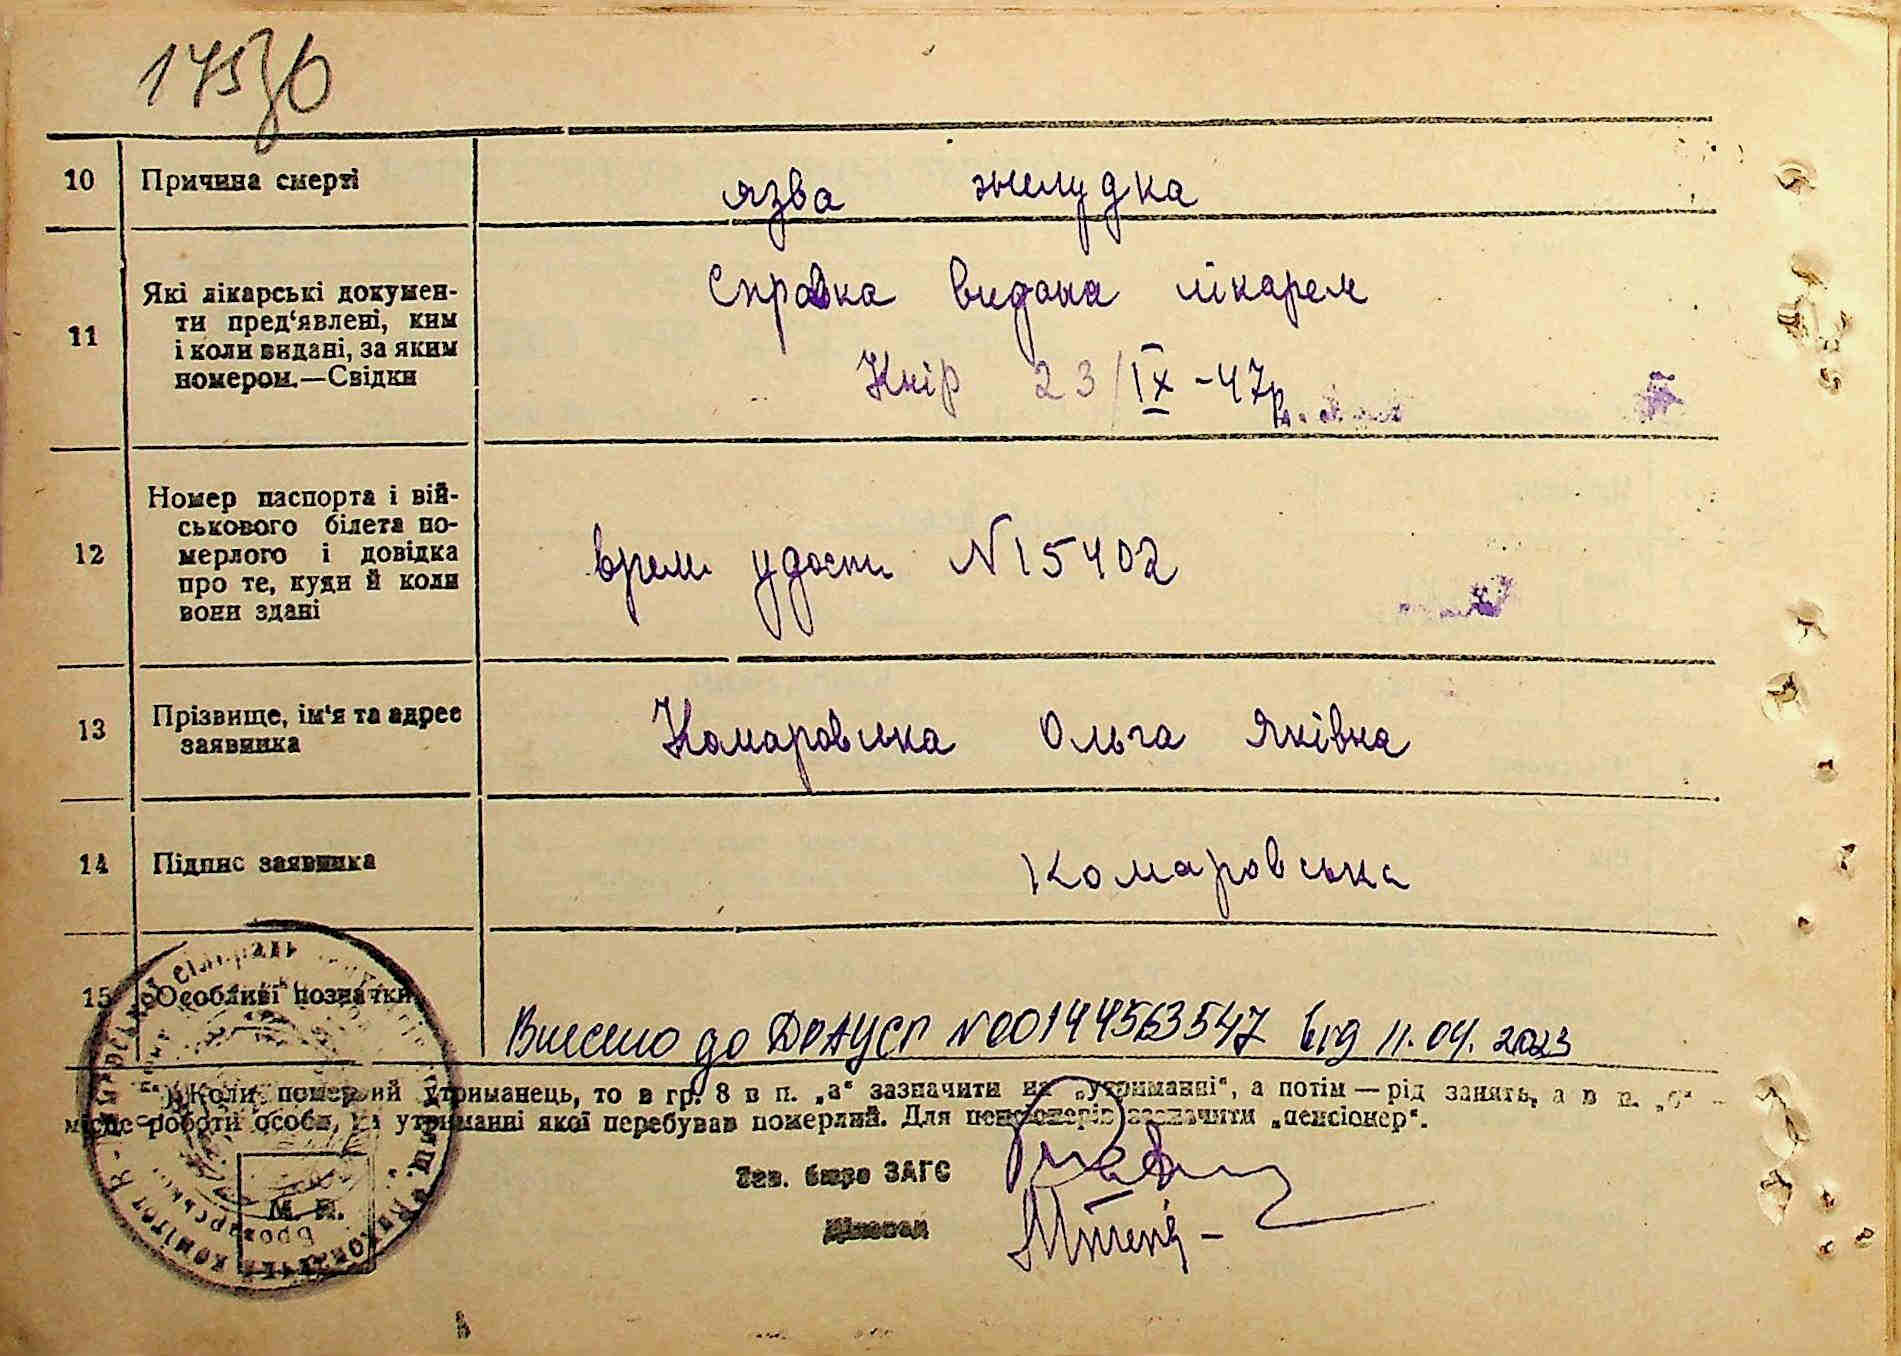 10 Причина смерті язва желудка
11 Які лікарські докумен-
ти пред‘явлені, ким
і коли видані, за яким
номером.—Свідки
Справка видана лікарем
Кнір 23/IX-47р.
12 Номер паспорта і вій-
ськового білета по-
мерлого і довідка
про те, куди й коли
вони здані
врем удост N15402
13 Прізвище, ім‘я та адрес
заявника
Комаровська Ольга Яківна
14 Підпис заявника Комаровська
15 Особливі позначки
Внесено до ДРАЦСГ №00144563547 від 11.04.2023
*) Коли померлий утриманець, то в гр. 8 в п. „а“ зазначити на „утриманні“, а потім — рід занять, а в п. „б“ —
місце роботи особи, на утриманні якої перебував померлий. Для пенсіонерів зазначити „пенсіонер“.
Зав. бюро ЗАГС
Діловод
М. П.